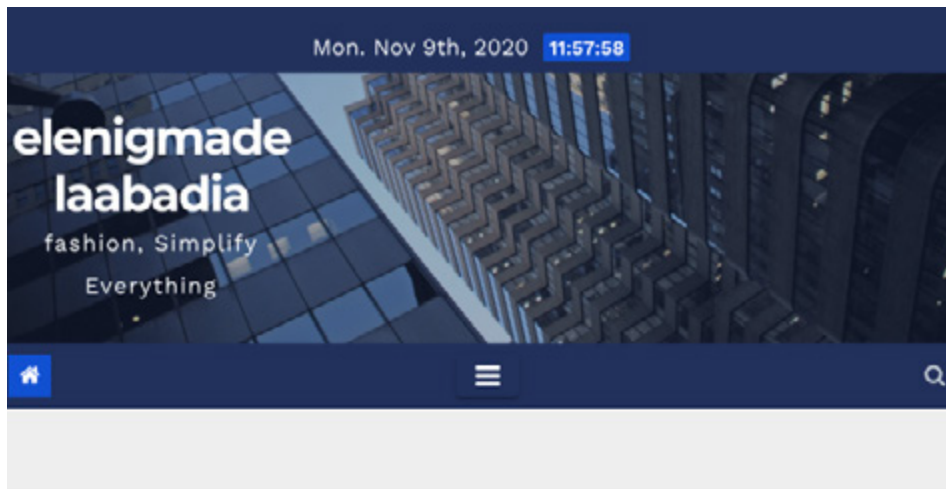 Mon. Nov 9th, 2020 11:57:58
elenigmade
laabadia
fashion, Simplify
Everything